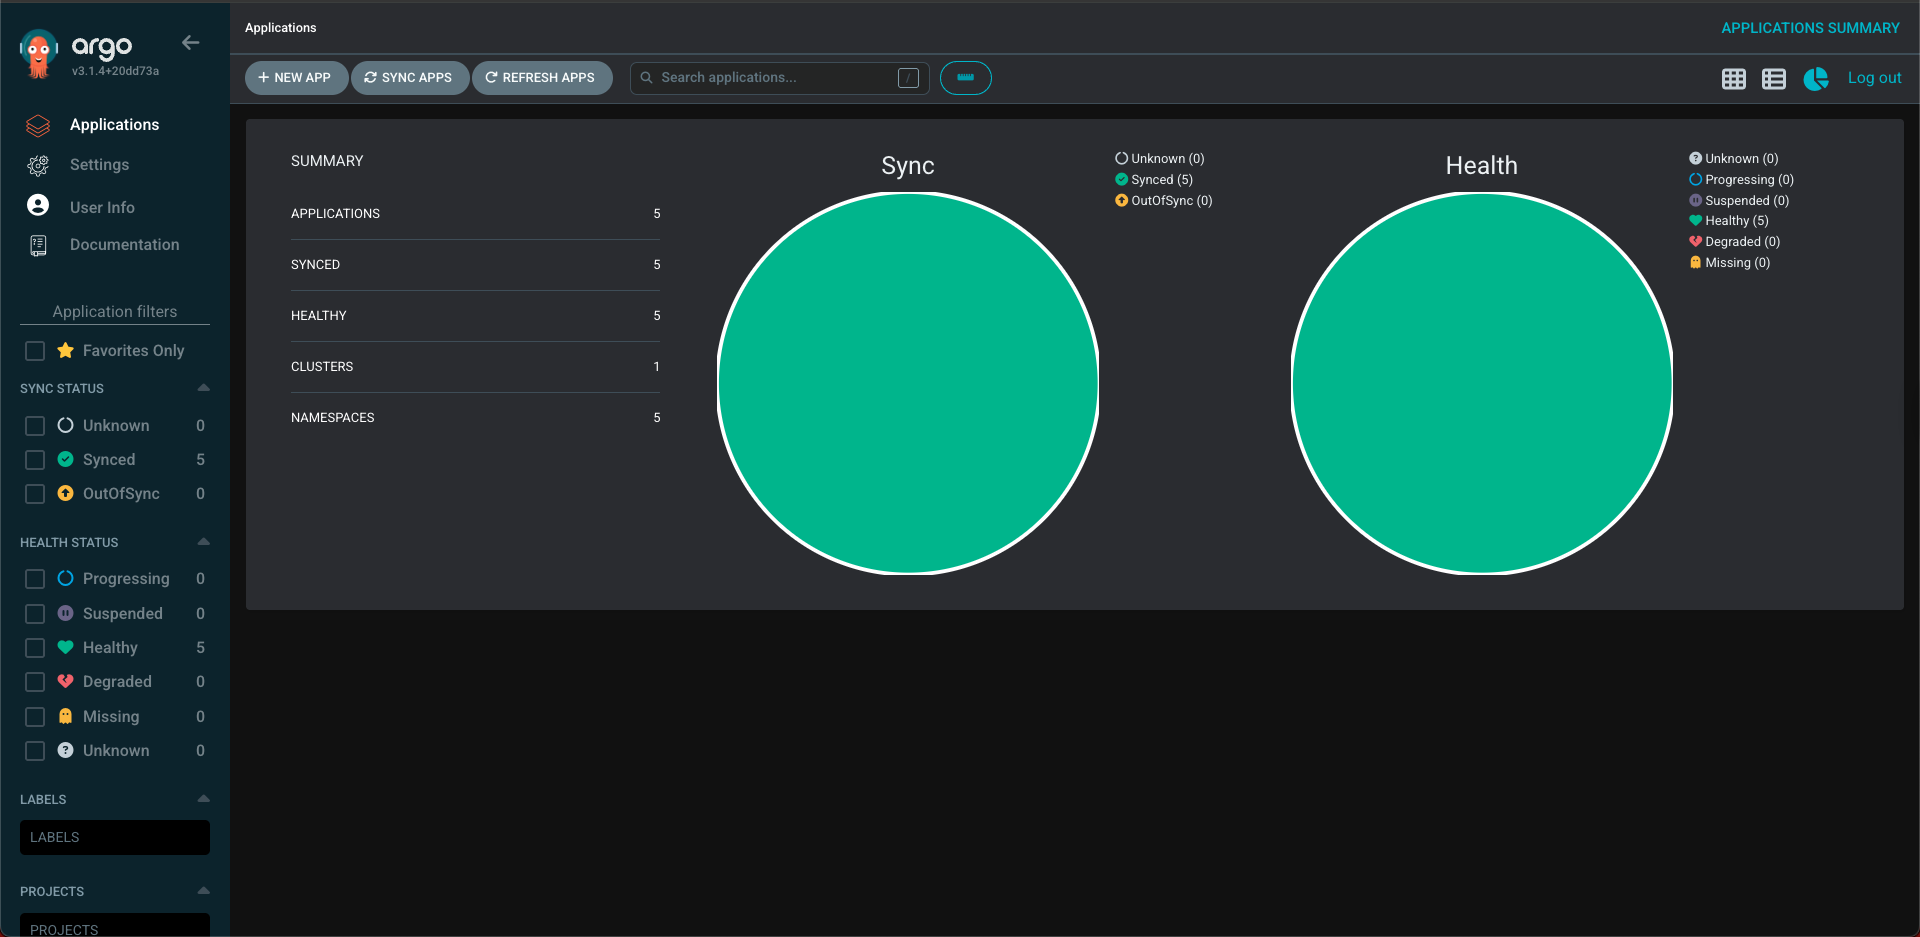 argo
v3.1.4+20dd73a
Applications
Settings
User Info
Documentation
Application filters
Favorites Only
SYNC STATUS
Unknown 0
Synced 5
OutOfSync 0
HEALTH STATUS
Progressing 0
Suspended 0
Healthy 5
Degraded 0
Missing 0
Unknown 0
LABELS
LABELS
PROJECTS
PROJECTS
Applications
APPLICATIONS SUMMARY
NEW APP
SYNC APPS
REFRESH APPS
Search applications...
/
Log out
SUMMARY
APPLICATIONS 5
SYNCED 5
HEALTHY 5
CLUSTERS 1
NAMESPACES 5
Sync
Unknown (0)
Synced (5)
OutOfSync (0)
Health
Unknown (0)
Progressing (0)
Suspended (0)
Healthy (5)
Degraded (0)
Missing (0)